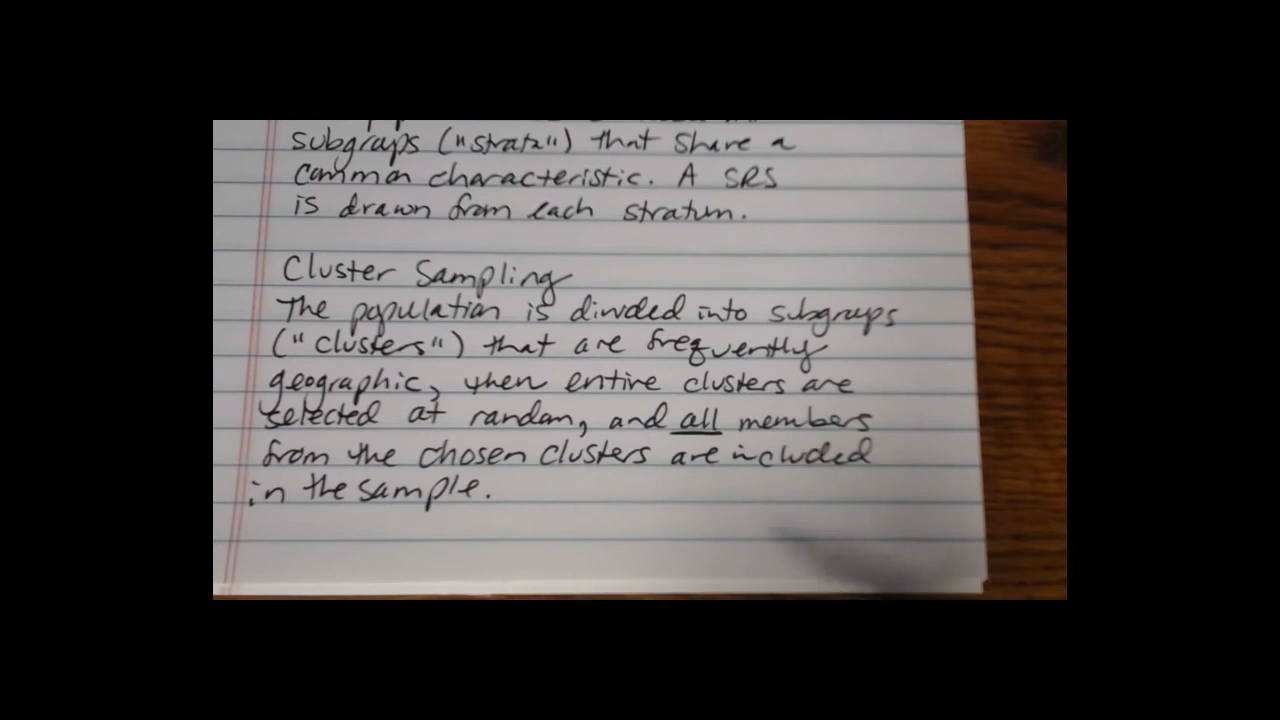 subgroups ("strata") that share a
common characteristic. A SRS
is drawn from each stratum.
Cluster Sampling
The population is divided into subgroups
("clusters") that are frequently
geographic, then entire clusters are
selected at random, and all members
from the chosen clusters are included
in the sample.